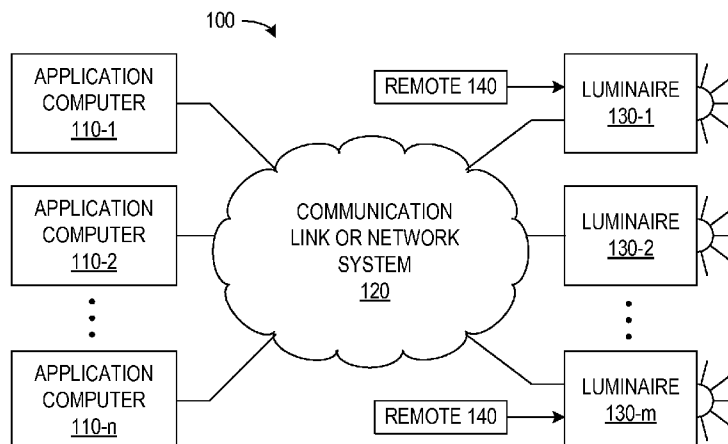 100
APPLICATION
COMPUTER
110-1
REMOTE 140
LUMINAIRE
130-1
APPLICATION
COMPUTER
110-2
COMMUNICATION
LINK OR NETWORK
SYSTEM
120
LUMINAIRE
130-2
APPLICATION
COMPUTER
110-n
LUMINAIRE
130-m
REMOTE 140